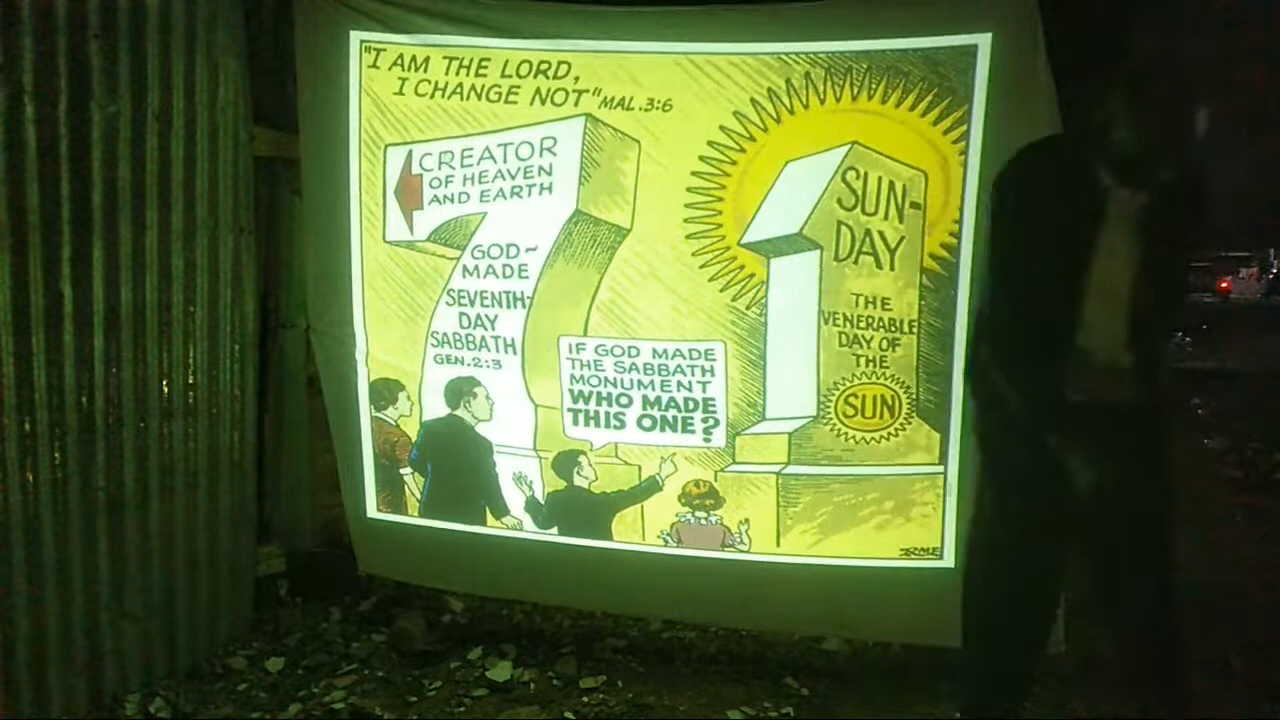 "I AM THE LORD,
I CHANGE NOT" MAL.3:6
CREATOR
OF HEAVEN
AND EARTH
GOD-
MADE
SEVENTH-
DAY
SABBATH
GEN.2:3
IF GOD MADE
THE SABBATH
MONUMENT
WHO MADE
THIS ONE?
SUN-
DAY
THE
VENERABLE
DAY OF
THE
SUN